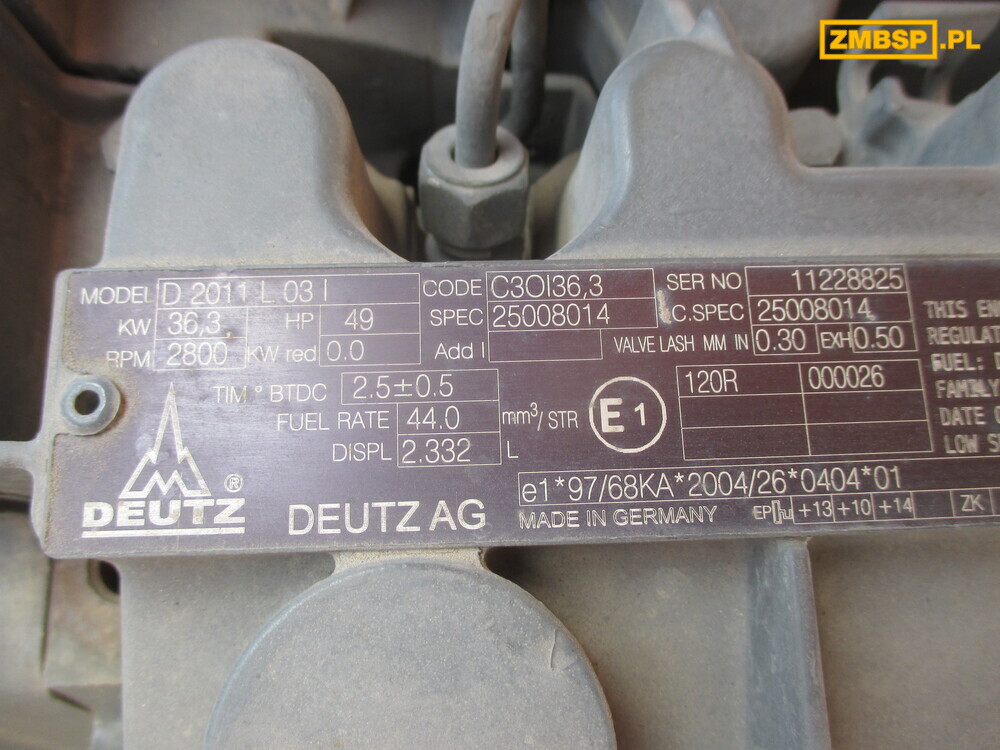 ZMBSP.PL
MODEL D 2011 L 03 I CODE C3OI36,3 SER NO 11228825
KW 36,3 HP 49 SPEC 25008014 C.SPEC 25008014 THIS
RPM 2800 KW red 0.0 Add I VALVE LASH MM IN 0.30 EXH 0.50
TIM ° BTDC 2.5±0.5 120R 000026 FUEL:
FUEL RATE 44.0 mm³/STR E1
DISPL 2.332 L DATE
LOW
e1*97/68KA*2004/26*0404*01
DEUTZ ® DEUTZ AG MADE IN GERMANY EP +13 +10 +14 ZK